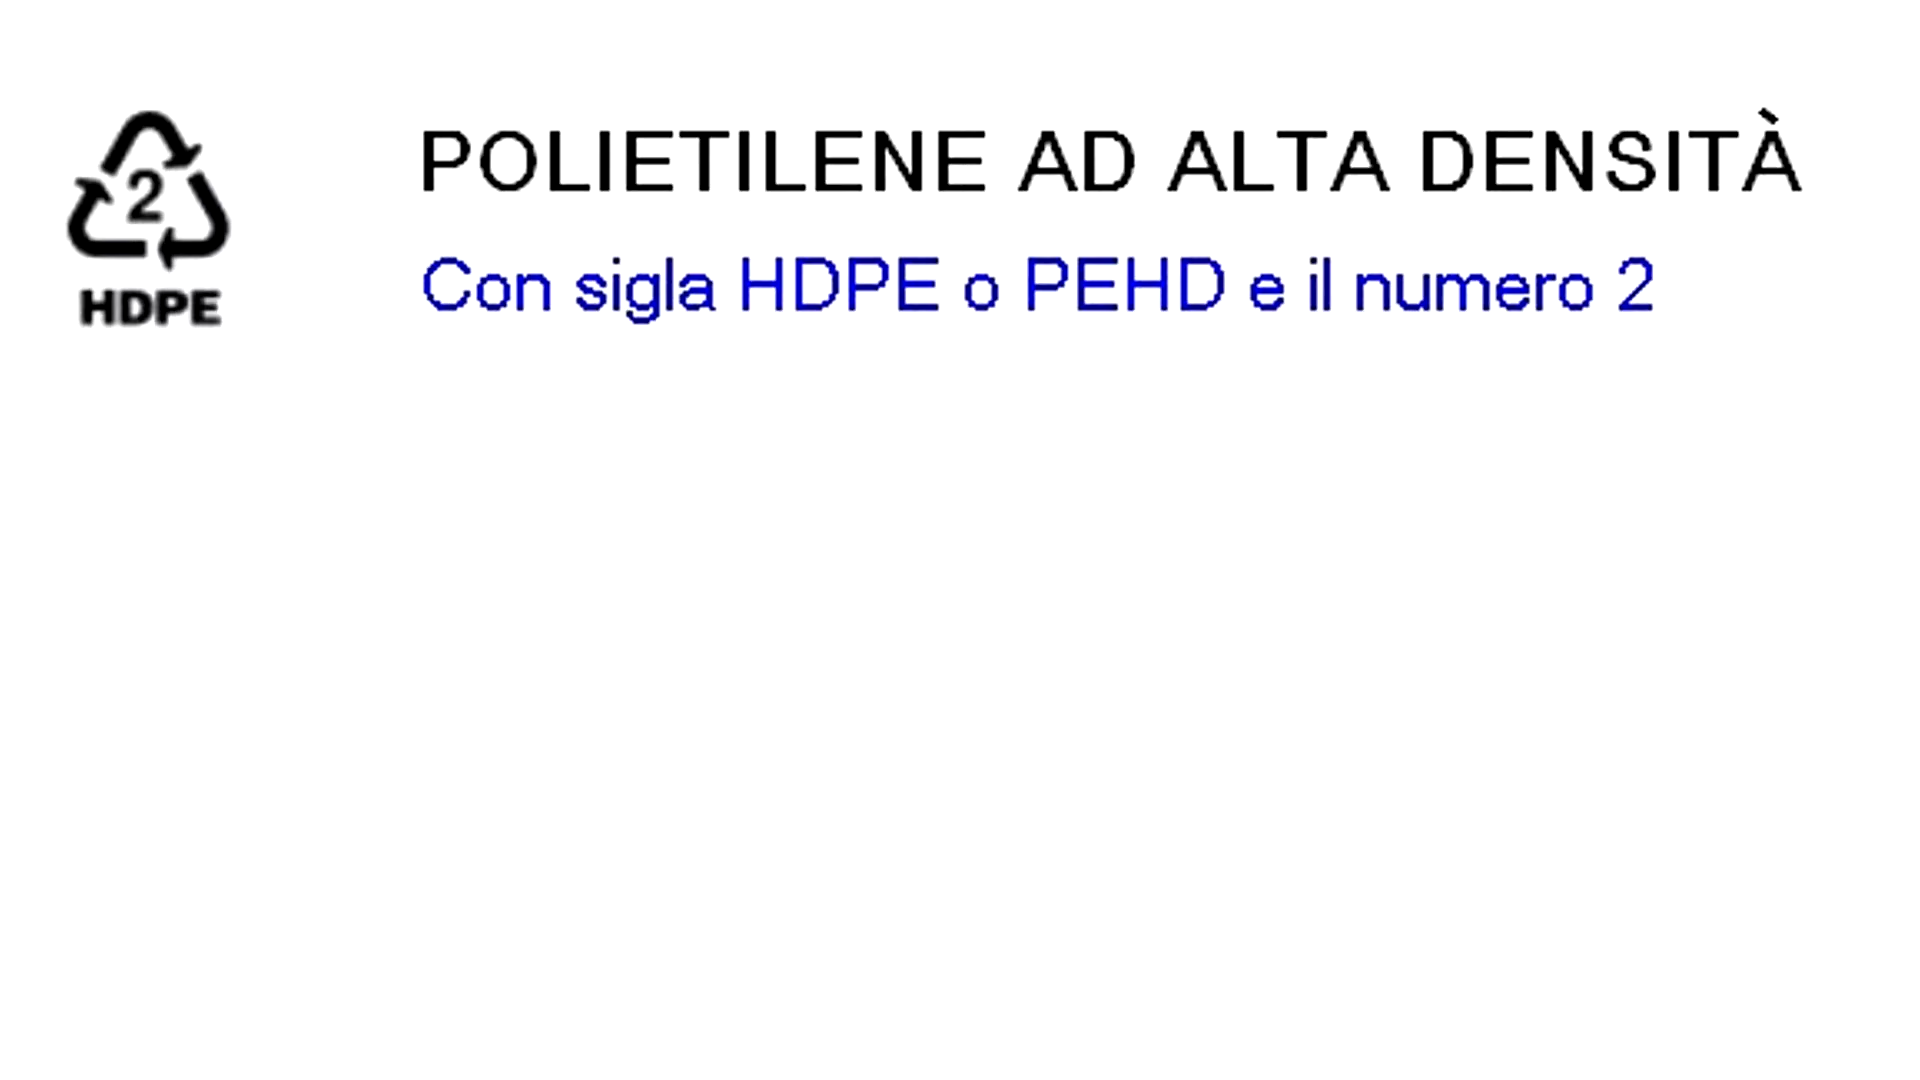 2
HDPE
POLIETILENE AD ALTA DENSITÀ
Con sigla HDPE o PEHD e il numero 2